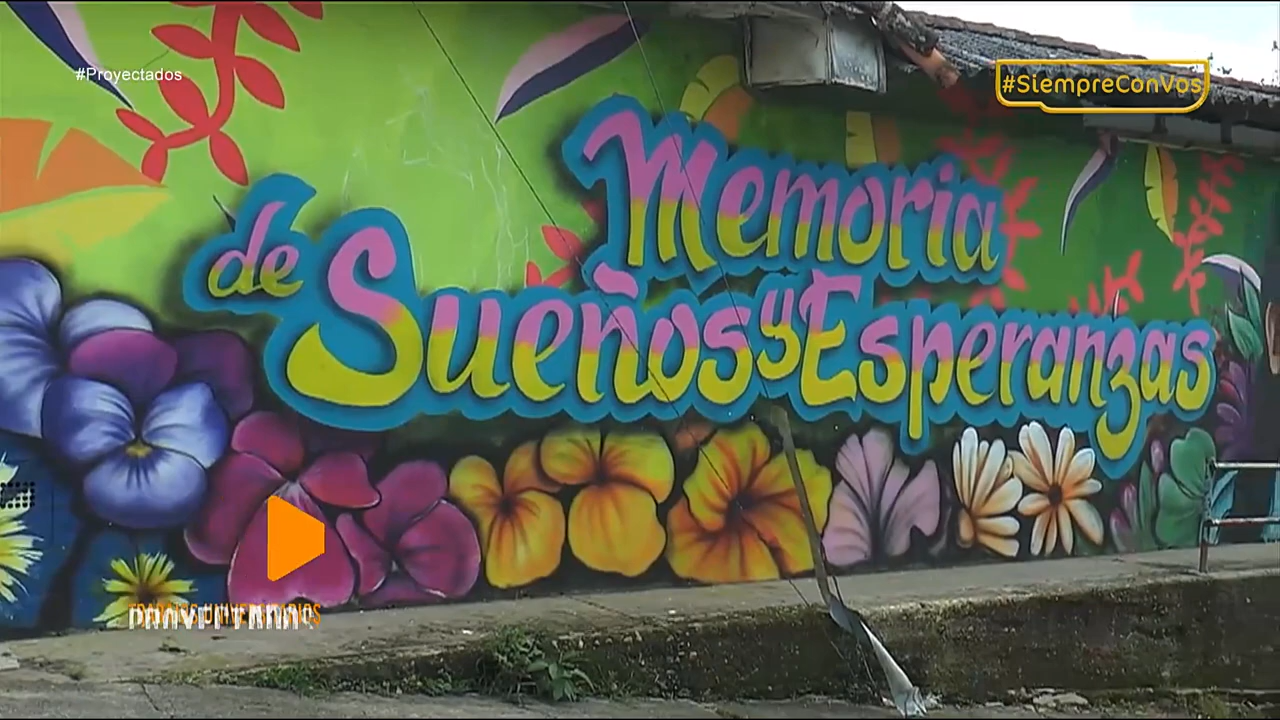 #Proyectados
#SiempreConVos
Memoria
de Sueños y Esperanzas